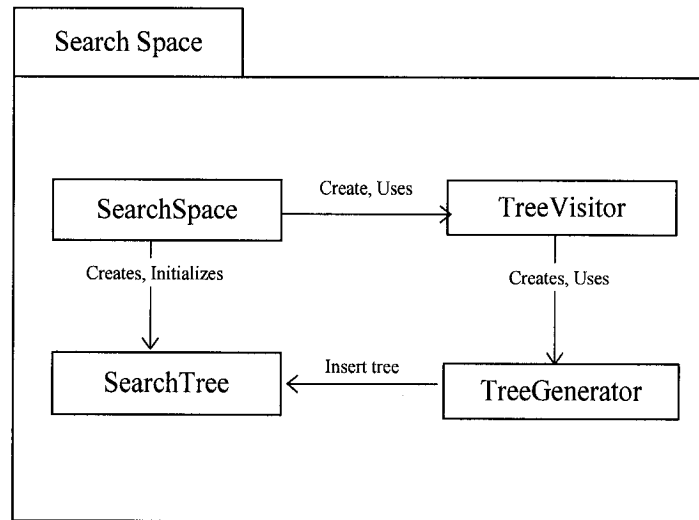 Search Space
SearchSpace
Create, Uses
TreeVisitor
Creates, Initializes
Creates, Uses
SearchTree
Insert tree
TreeGenerator